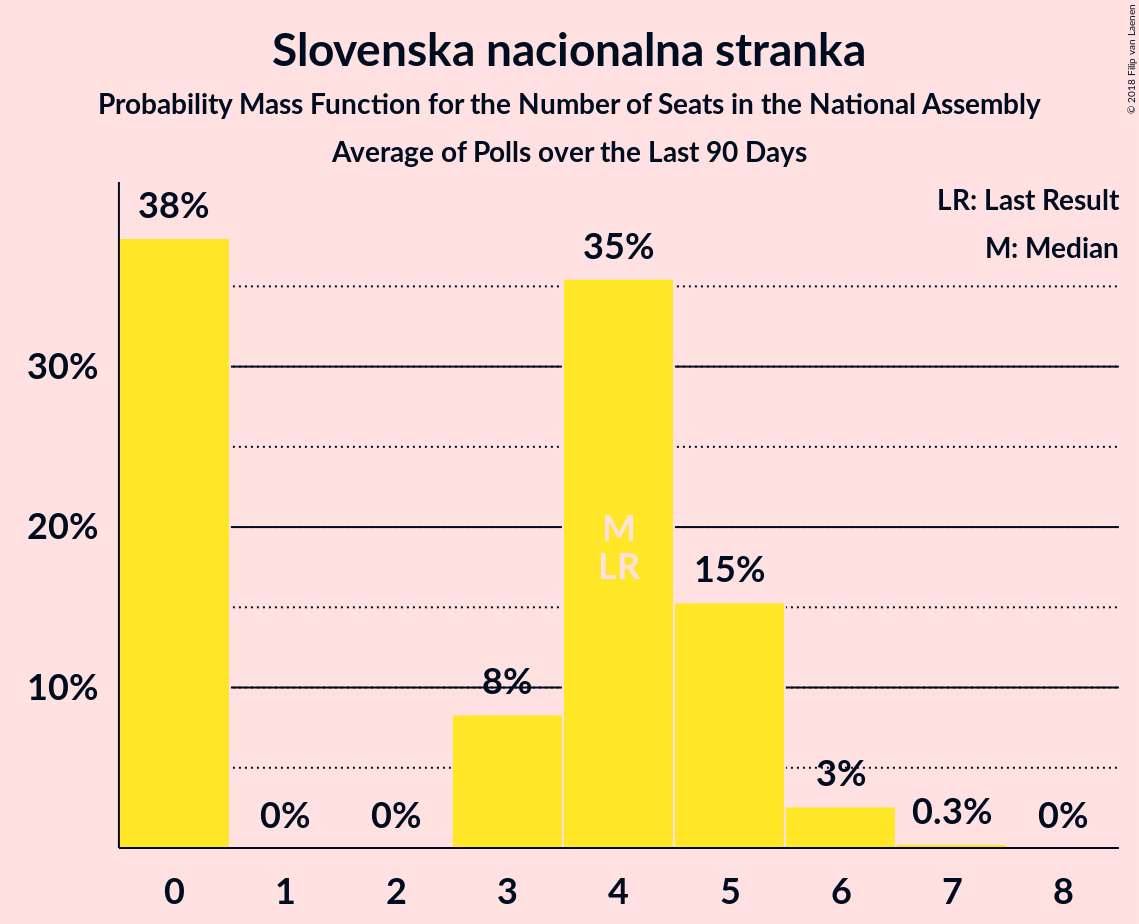 Slovenska nacionalna stranka
Probability Mass Function for the Number of Seats in the National Assembly
Average of Polls over the Last 90 Days
© 2018 Filip van Laenen
LR: Last Result
M: Median
38%
35%
30%
20%
M
LR
15%
10%
8%
3%
0%
0%
0.3%
0%
0 1 2 3 4 5 6 7 8